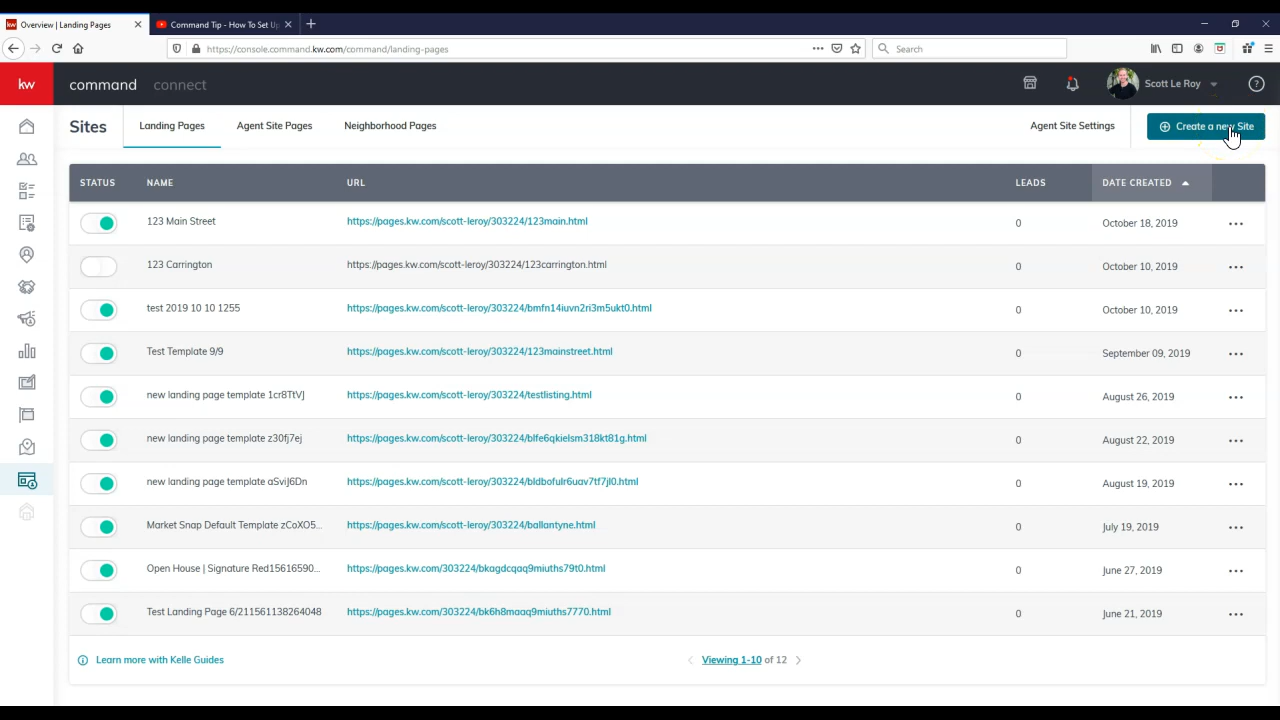 kw Overview | Landing Pages
Command Tip - How To Set Up
https://console.command.kw.com/command/landing-pages
Search
kw
command
connect
Scott Le Roy
Sites
Landing Pages
Agent Site Pages
Neighborhood Pages
Agent Site Settings
Create a new Site
STATUS NAME URL LEADS DATE CREATED
123 Main Street https://pages.kw.com/scott-leroy/303224/123main.html 0 October 18, 2019
123 Carrington https://pages.kw.com/scott-leroy/303224/123carrington.html 0 October 10, 2019
test 2019 10 10 1255 https://pages.kw.com/scott-leroy/303224/bmfn14iuvn2ri3m5ukt0.html 0 October 10, 2019
Test Template 9/9 https://pages.kw.com/scott-leroy/303224/123mainstreet.html 0 September 09, 2019
new landing page template 1cr8TtVJ https://pages.kw.com/scott-leroy/303224/testlisting.html 0 August 26, 2019
new landing page template z30fj7ej https://pages.kw.com/scott-leroy/303224/blfe6qkielsm318kt81g.html 0 August 22, 2019
new landing page template aSviJ6Dn https://pages.kw.com/scott-leroy/303224/bldbofulr6uav7tf7jl0.html 0 August 19, 2019
Market Snap Default Template zCoXO5... https://pages.kw.com/scott-leroy/303224/ballantyne.html 0 July 19, 2019
Open House | Signature Red15616590... https://pages.kw.com/303224/bkagdcqaq9miuths79t0.html 0 June 27, 2019
Test Landing Page 6/211561138264048 https://pages.kw.com/303224/bk6h8maaq9miuths7770.html 0 June 21, 2019
Learn more with Kelle Guides
Viewing 1-10 of 12